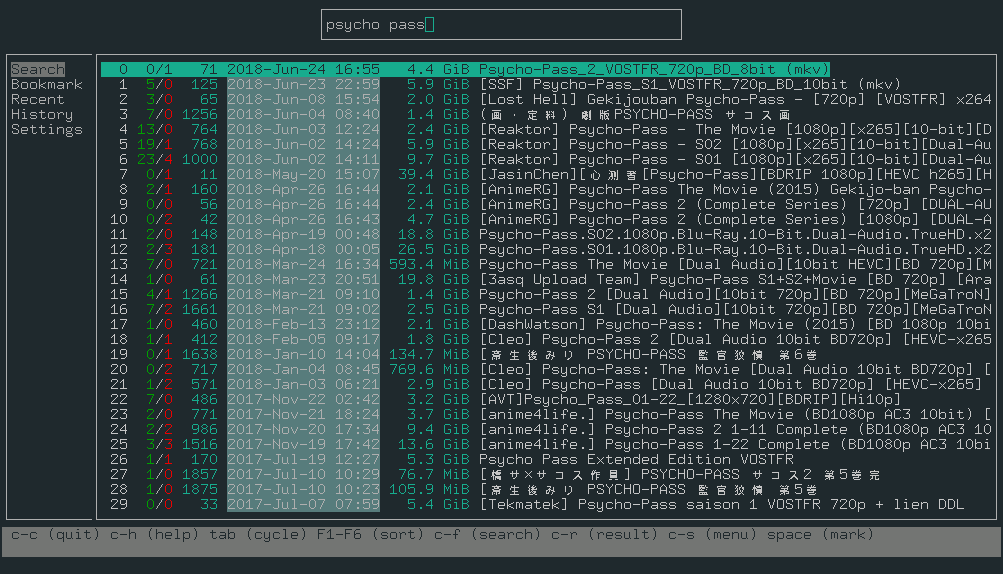 psycho pass
Search
Bookmark
Recent
History
Settings
0 0/1 71 2018-Jun-24 16:55 4.4 GiB Psycho-Pass_2_VOSTFR_720p_BD_8bit (mkv)
1 5/0 125 2018-Jun-23 22:59 5.9 GiB [SSF] Psycho-Pass_S1_VOSTFR_720p_BD_10bit (mkv)
2 3/0 65 2018-Jun-08 15:54 2.0 GiB [Lost Hell] Gekijouban Psycho-Pass - [720p] [VOSTFR] x264
3 7/0 1256 2018-Jun-04 08:40 1.4 GiB (画・定料) 劇版PSYCHO-PASS サコス画
4 13/0 764 2018-Jun-03 12:24 2.4 GiB [Reaktor] Psycho-Pass - The Movie [1080p][x265][10-bit][D
5 19/1 768 2018-Jun-02 14:24 5.9 GiB [Reaktor] Psycho-Pass - S02 [1080p][x265][10-bit][Dual-Au
6 23/4 1000 2018-Jun-02 14:11 9.7 GiB [Reaktor] Psycho-Pass - S01 [1080p][x265][10-bit][Dual-Au
7 0/1 11 2018-May-20 15:07 39.4 GiB [JasinChen][心測者[Psycho-Pass][BDRIP 1080p][HEVC h265][H
8 2/1 160 2018-Apr-26 16:44 2.1 GiB [AnimeRG] Psycho-Pass The Movie (2015) Gekijo-ban Psycho-
9 0/0 56 2018-Apr-26 16:44 2.4 GiB [AnimeRG] Psycho-Pass 2 (Complete Series) [720p] [DUAL-AU
10 0/2 42 2018-Apr-26 16:43 4.7 GiB [AnimeRG] Psycho-Pass 2 (Complete Series) [1080p] [DUAL-A
11 2/0 148 2018-Apr-19 00:48 18.8 GiB Psycho-Pass.S02.1080p.Blu-Ray.10-Bit.Dual-Audio.TrueHD.x2
12 2/3 181 2018-Apr-18 00:05 26.5 GiB Psycho-Pass.S01.1080p.Blu-Ray.10-Bit.Dual-Audio.TrueHD.x2
13 7/0 721 2018-Mar-24 16:34 593.4 MiB Psycho-Pass The Movie [Dual Audio][10bit HEVC][BD 720p][M
14 1/0 61 2018-Mar-23 20:51 19.8 GiB [3asq Upload Team] Psycho-Pass S1+S2+Movie [BD 720p] [Ara
15 4/1 1266 2018-Mar-21 09:10 1.4 GiB Psycho-Pass 2 [Dual Audio][10bit 720p][BD 720p][MeGaTroN]
16 7/2 1661 2018-Mar-21 09:02 2.5 GiB Psycho-Pass S1 [Dual Audio][10bit 720p][BD 720p][MeGaTroN
17 1/0 460 2018-Feb-13 23:12 2.1 GiB [DashWatson] Psycho-Pass: The Movie (2015) [BD 1080p 10bi
18 1/1 412 2018-Feb-05 09:17 1.8 GiB [Cleo] Psycho-Pass 2 [Dual Audio 10bit BD720p] [HEVC-x265
19 0/1 1638 2018-Jan-10 14:04 134.7 MiB [斎生後みり PSYCHO-PASS 監官狡慎 第6巻
20 0/2 717 2018-Jan-04 08:45 769.6 MiB [Cleo] Psycho-Pass: The Movie [Dual Audio 10bit BD720p] [
21 1/2 571 2018-Jan-03 06:21 2.9 GiB [Cleo] Psycho-Pass [Dual Audio 10bit BD720p] [HEVC-x265]
22 7/0 486 2017-Nov-22 02:42 3.2 GiB [AVT]Psycho_Pass_01-22_[1280x720][BDRIP][Hi10p]
23 2/0 771 2017-Nov-21 18:24 3.7 GiB [anime4life.] Psycho-Pass The Movie (BD1080p AC3 10bit) [
24 2/2 986 2017-Nov-20 17:34 9.4 GiB [anime4life.] Psycho-Pass 2 1-11 Complete (BD1080p AC3 10
25 3/3 1516 2017-Nov-19 17:42 13.6 GiB [anime4life.] Psycho-Pass 1-22 Complete (BD1080p AC3 10bi
26 1/1 170 2017-Jul-19 12:27 5.3 GiB Psycho Pass Extended Edition VOSTFR
27 1/0 1857 2017-Jul-10 10:29 76.7 MiB [橋サ×サコス作員] PSYCHO-PASS サコス2 第5巻完
28 1/0 1875 2017-Jul-10 10:23 105.9 MiB [斎生後みり PSYCHO-PASS 監官狡慎 第5巻
29 0/0 33 2017-Jul-07 07:59 5.4 GiB [Tekmatek] Psycho-Pass saison 1 VOSTFR 720p + lien DDL
c-c (quit) c-h (help) tab (cycle) F1-F6 (sort) c-f (search) c-r (result) c-s (menu) space (mark)